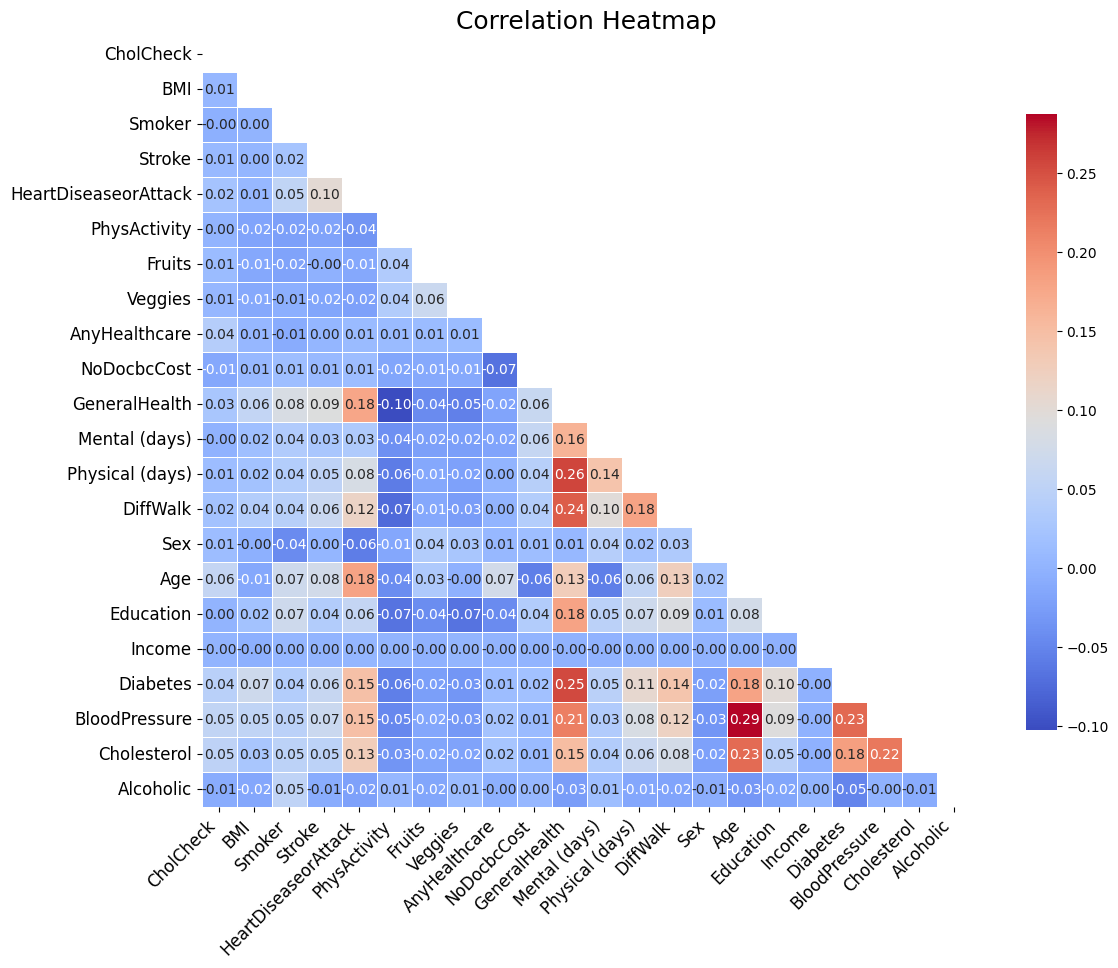 Correlation Heatmap
CholCheck
BMI 0.01
Smoker -0.00 0.00
Stroke 0.01 0.00 0.02
HeartDiseaseorAttack 0.02 0.01 0.05 0.10
PhysActivity 0.00 -0.02 -0.02 -0.02 -0.04
Fruits 0.01 -0.01 -0.02 -0.00 -0.01 0.04
Veggies 0.01 -0.01 -0.01 -0.02 -0.02 0.04 0.06
AnyHealthcare 0.04 0.01 -0.01 0.00 0.01 0.01 0.01 0.01
NoDocbcCost -0.01 0.01 0.01 0.01 0.01 -0.02 -0.01 -0.01 -0.07
GeneralHealth 0.03 0.06 0.08 0.09 0.18 -0.10 -0.04 -0.05 -0.02 0.06
Mental (days) -0.00 0.02 0.04 0.03 0.03 -0.04 -0.02 -0.02 -0.02 0.06 0.16
Physical (days) 0.01 0.02 0.04 0.05 0.08 -0.06 -0.01 -0.02 0.00 0.04 0.26 0.14
DiffWalk 0.02 0.04 0.04 0.06 0.12 -0.07 -0.01 -0.03 0.00 0.04 0.24 0.10 0.18
Sex 0.01 -0.00 -0.04 0.00 -0.06 -0.01 0.04 0.03 0.01 0.01 0.01 0.04 0.02 0.03
Age 0.06 -0.01 0.07 0.08 0.18 -0.04 0.03 -0.00 0.07 -0.06 0.13 -0.06 0.06 0.13 0.02
Education 0.00 0.02 0.07 0.04 0.06 -0.07 -0.04 -0.07 -0.04 0.04 0.18 0.05 0.07 0.09 0.01 0.08
Income -0.00 -0.00 0.00 0.00 0.00 -0.00 -0.00 -0.00 -0.00 0.00 -0.00 -0.00 -0.00 -0.00 -0.00 0.00 -0.00
Diabetes 0.04 0.07 0.04 0.06 0.15 -0.06 -0.02 -0.03 0.01 0.02 0.25 0.05 0.11 0.14 -0.02 0.18 0.10 -0.00
BloodPressure 0.05 0.05 0.05 0.07 0.15 -0.05 -0.02 -0.03 0.02 0.01 0.21 0.03 0.08 0.12 -0.03 0.29 0.09 -0.00 0.23
Cholesterol 0.05 0.03 0.05 0.05 0.13 -0.03 -0.02 -0.02 0.02 0.01 0.15 0.04 0.06 0.08 -0.02 0.23 0.05 -0.00 0.18 0.22
Alcoholic -0.01 -0.02 0.05 -0.01 -0.02 0.01 -0.02 0.01 -0.00 0.00 -0.03 0.01 -0.01 -0.02 -0.01 -0.03 -0.02 0.00 -0.05 -0.00 -0.01
CholCheck
BMI
Smoker
Stroke
HeartDiseaseorAttack
PhysActivity
Fruits
Veggies
AnyHealthcare
NoDocbcCost
GeneralHealth
Mental (days)
Physical (days)
DiffWalk
Sex
Age
Education
Income
Diabetes
BloodPressure
Cholesterol
Alcoholic
0.25
0.20
0.15
0.10
0.05
0.00
−0.05
−0.10